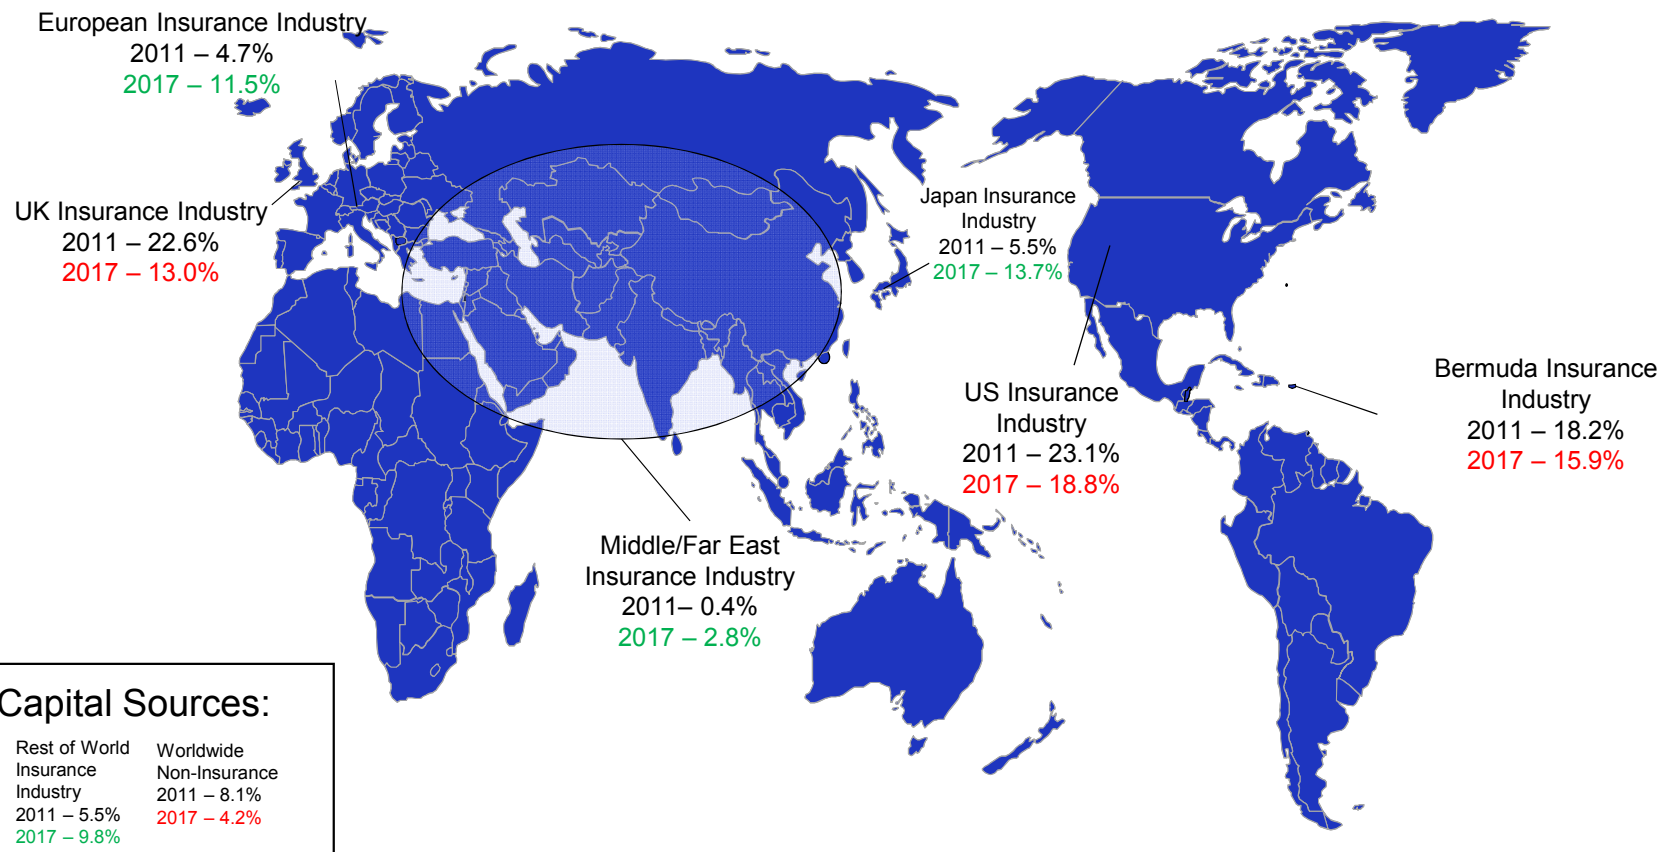 European Insurance Industry
2011 – 4.7%
2017 – 11.5%
UK Insurance Industry
2011 – 22.6%
2017 – 13.0%
Japan Insurance
Industry
2011 – 5.5%
2017 – 13.7%
US Insurance
Industry
2011 – 23.1%
2017 – 18.8%
Bermuda Insurance
Industry
2011 – 18.2%
2017 – 15.9%
Middle/Far East
Insurance Industry
2011– 0.4%
2017 – 2.8%
Capital Sources:
Rest of World
Insurance
Industry
2011 – 5.5%
2017 – 9.8%
Worldwide
Non-Insurance
2011 – 8.1%
2017 – 4.2%